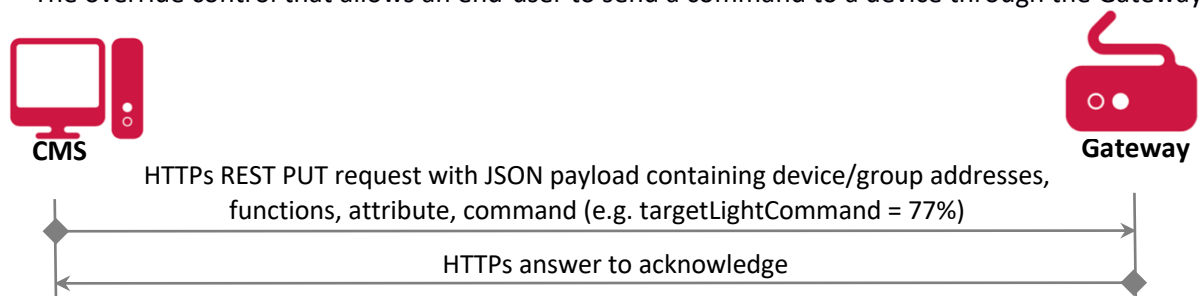 The override control that allows an end-user to send a command to a device through the Gateway
CMS
Gateway
HTTPs REST PUT request with JSON payload containing device/group addresses,
functions, attribute, command (e.g. targetLightCommand = 77%)
HTTPs answer to acknowledge